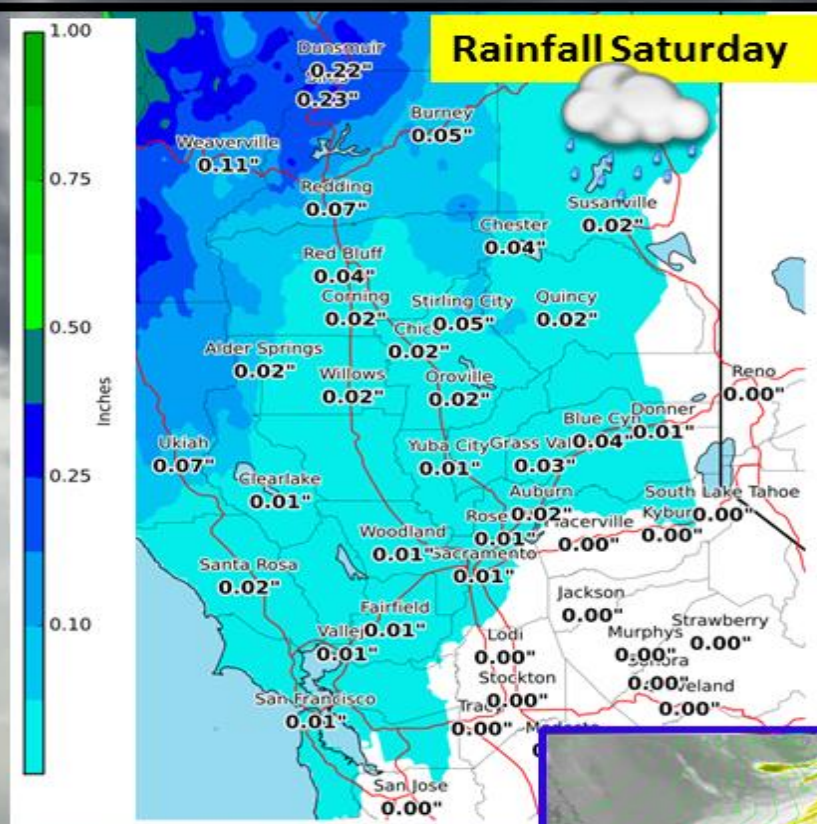 1.00
0.75
0.50
0.25
0.10
Inches
Rainfall Saturday
Dunsmuir
0.22"
0.23"
Burney
0.05"
Weaverville
0.11"
Redding
0.07"
Susanville
0.02"
Chester
0.04"
Red Bluff
0.04"
Corning
0.02"
Stirling City
0.05"
Quincy
0.02"
Chico
0.02"
Alder Springs
0.02"
Willows
0.02"
Oroville
0.02"
Reno
0.00"
Blue Cyn
0.04"
Donner
0.01"
Ukiah
0.07"
Yuba City
0.01"
Grass Val
0.03"
Clearlake
0.01"
Auburn
0.02"
South Lake Tahoe
0.00"
Rose
0.01"
Placerville
0.00"
Kybur
0.00"
Woodland
0.01"
Sacramento
0.01"
Santa Rosa
0.02"
Jackson
0.00"
Fairfield
0.01"
Strawberry
0.00"
Murphys
0.00"
Vallej
0.01"
Lodi
0.00"
Sonora
0.00"
Stockton
0.00"
veland
0.00"
San Francisco
0.01"
Trac
0.00"
Modesto
San Jose
0.00"